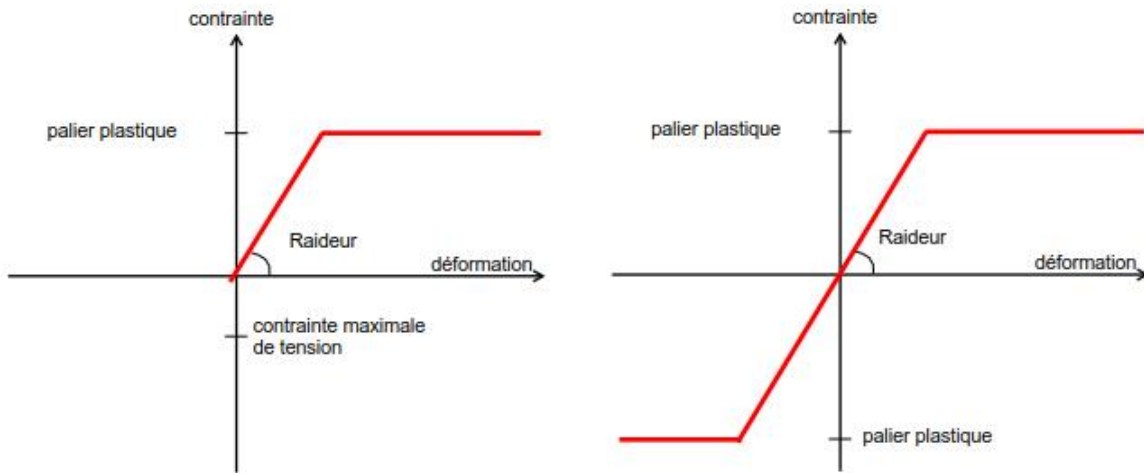 contrainte
palier plastique
Raideur
déformation
contrainte maximale
de tension
contrainte
palier plastique
Raideur
déformation
palier plastique